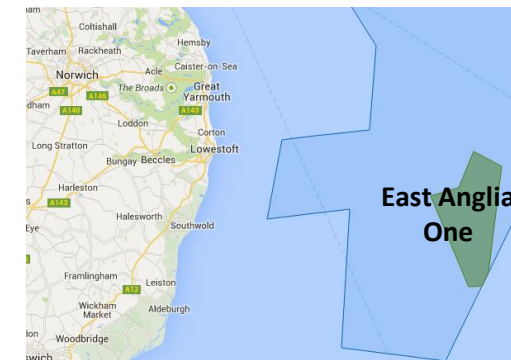 Coltishall
Taverham Rackheath
Hemsby
Norwich
Acle
Caister-on-Sea
A47
A146
The Broads
Great
Yarmouth
A140
A143
Loddon
Corton
Long Stratton
Lowestoft
Bungay Beccles
Harleston
A143
East Anglia
One
Halesworth
Southwold
Eye
Framlingham
A12
Leiston
Wickham
Market
Aldeburgh
Woodbridge